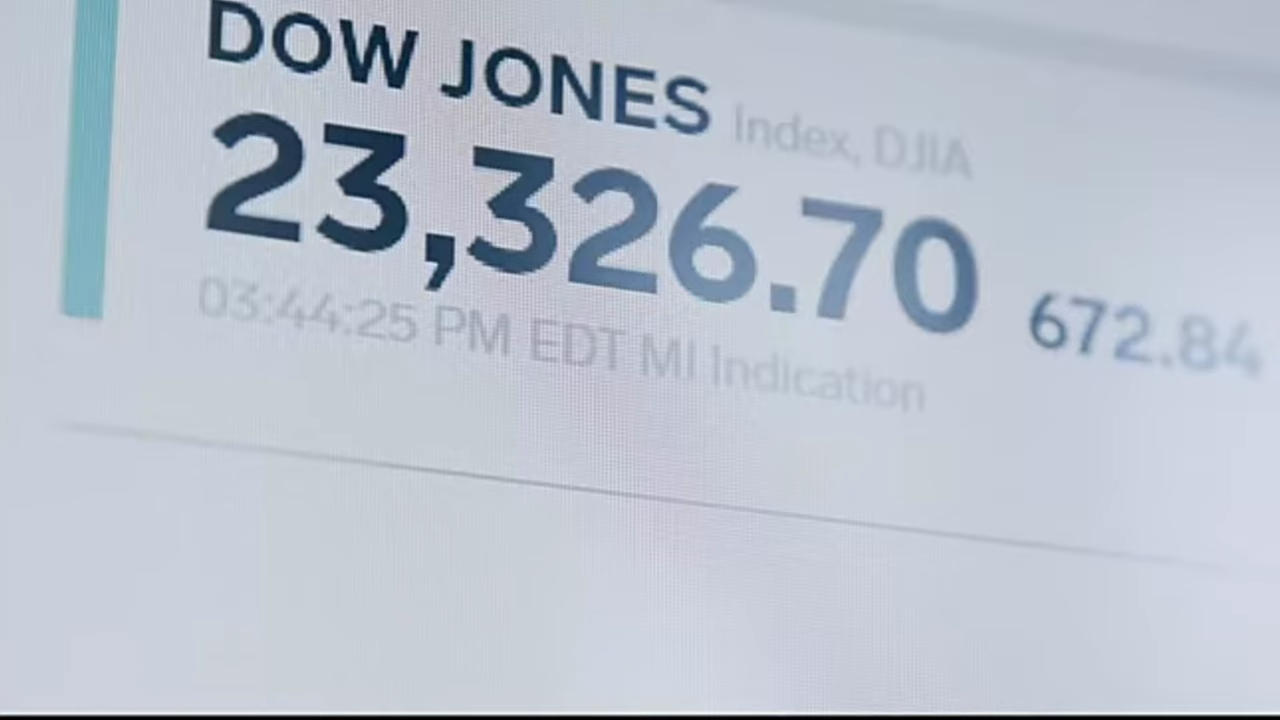 DOW JONES Index, DJIA
23,326.70 672.84
03:44:25 PM EDT MI Indication